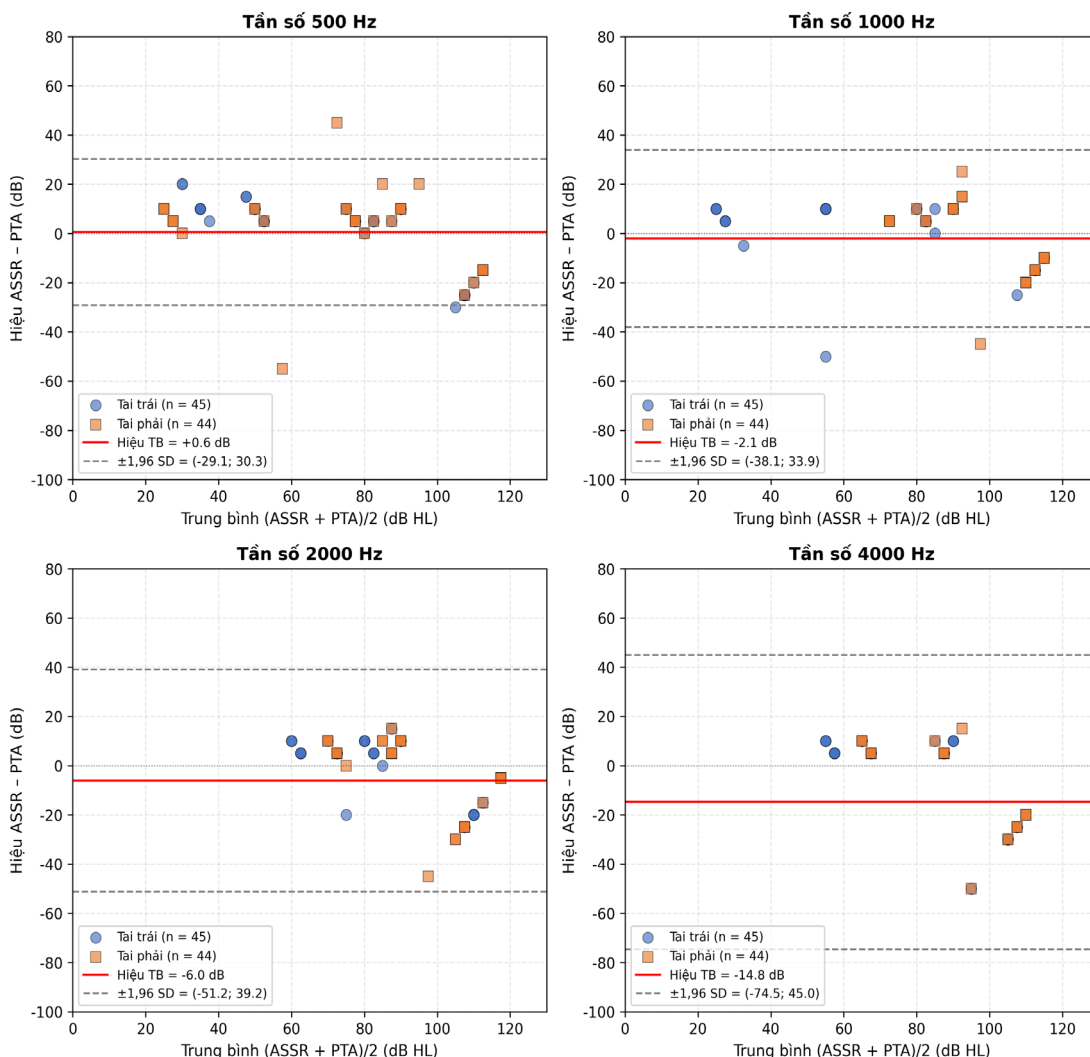 Tần số 500 Hz
80
60
40
20
0
-20
-40
-60
-80
-100
Hiệu ASSR – PTA (dB)
Tai trái (n = 45)
Tai phải (n = 44)
Hiệu TB = +0.6 dB
±1,96 SD = (-29.1; 30.3)
0 20 40 60 80 100 120
Trung bình (ASSR + PTA)/2 (dB HL)
Tần số 1000 Hz
80
60
40
20
0
-20
-40
-60
-80
-100
Hiệu ASSR – PTA (dB)
Tai trái (n = 45)
Tai phải (n = 44)
Hiệu TB = -2.1 dB
±1,96 SD = (-38.1; 33.9)
0 20 40 60 80 100 120
Trung bình (ASSR + PTA)/2 (dB HL)
Tần số 2000 Hz
80
60
40
20
0
-20
-40
-60
-80
-100
Hiệu ASSR – PTA (dB)
Tai trái (n = 45)
Tai phải (n = 44)
Hiệu TB = -6.0 dB
±1,96 SD = (-51.2; 39.2)
0 20 40 60 80 100 120
Trung bình (ASSR + PTA)/2 (dB HL)
Tần số 4000 Hz
80
60
40
20
0
-20
-40
-60
-80
-100
Hiệu ASSR – PTA (dB)
Tai trái (n = 45)
Tai phải (n = 44)
Hiệu TB = -14.8 dB
±1,96 SD = (-74.5; 45.0)
0 20 40 60 80 100 120
Trung bình (ASSR + PTA)/2 (dB HL)